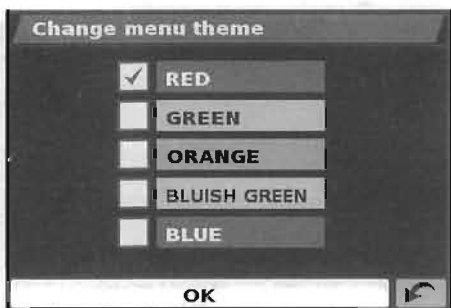 Change menu theme
RED
GREEN
ORANGE
BLUISH GREEN
BLUE
OK